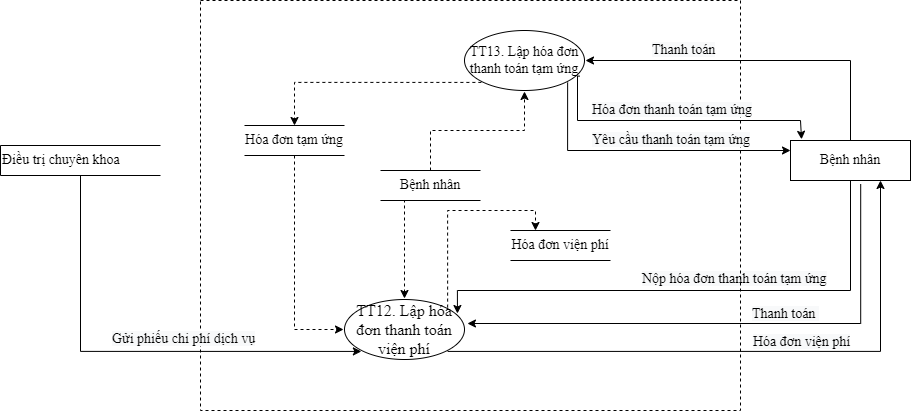 TT13. Lập hóa đơn
thanh toán tạm ứng
Thanh toán
Hóa đơn thanh toán tạm ứng
Hóa đơn tạm ứng
Yêu cầu thanh toán tạm ứng
Điều trị chuyên khoa
Bệnh nhân
Bệnh nhân
Hóa đơn viện phí
Nộp hóa đơn thanh toán tạm ứng
TT12. Lập hóa
đơn thanh toán
viện phí
Thanh toán
Gửi phiếu chi phí dịch vụ
Hóa đơn viện phí